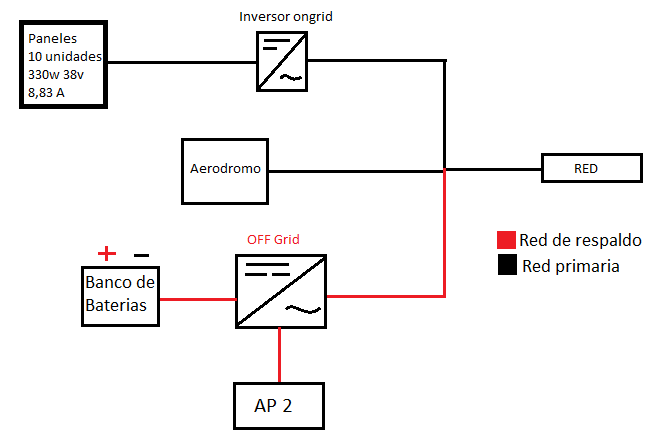 Inversor ongrid
Paneles
10 unidades
330w 38v
8,83 A
Aerodromo
RED
OFF Grid
Red de respaldo
Red primaria
+ −
Banco de
Baterias
AP 2